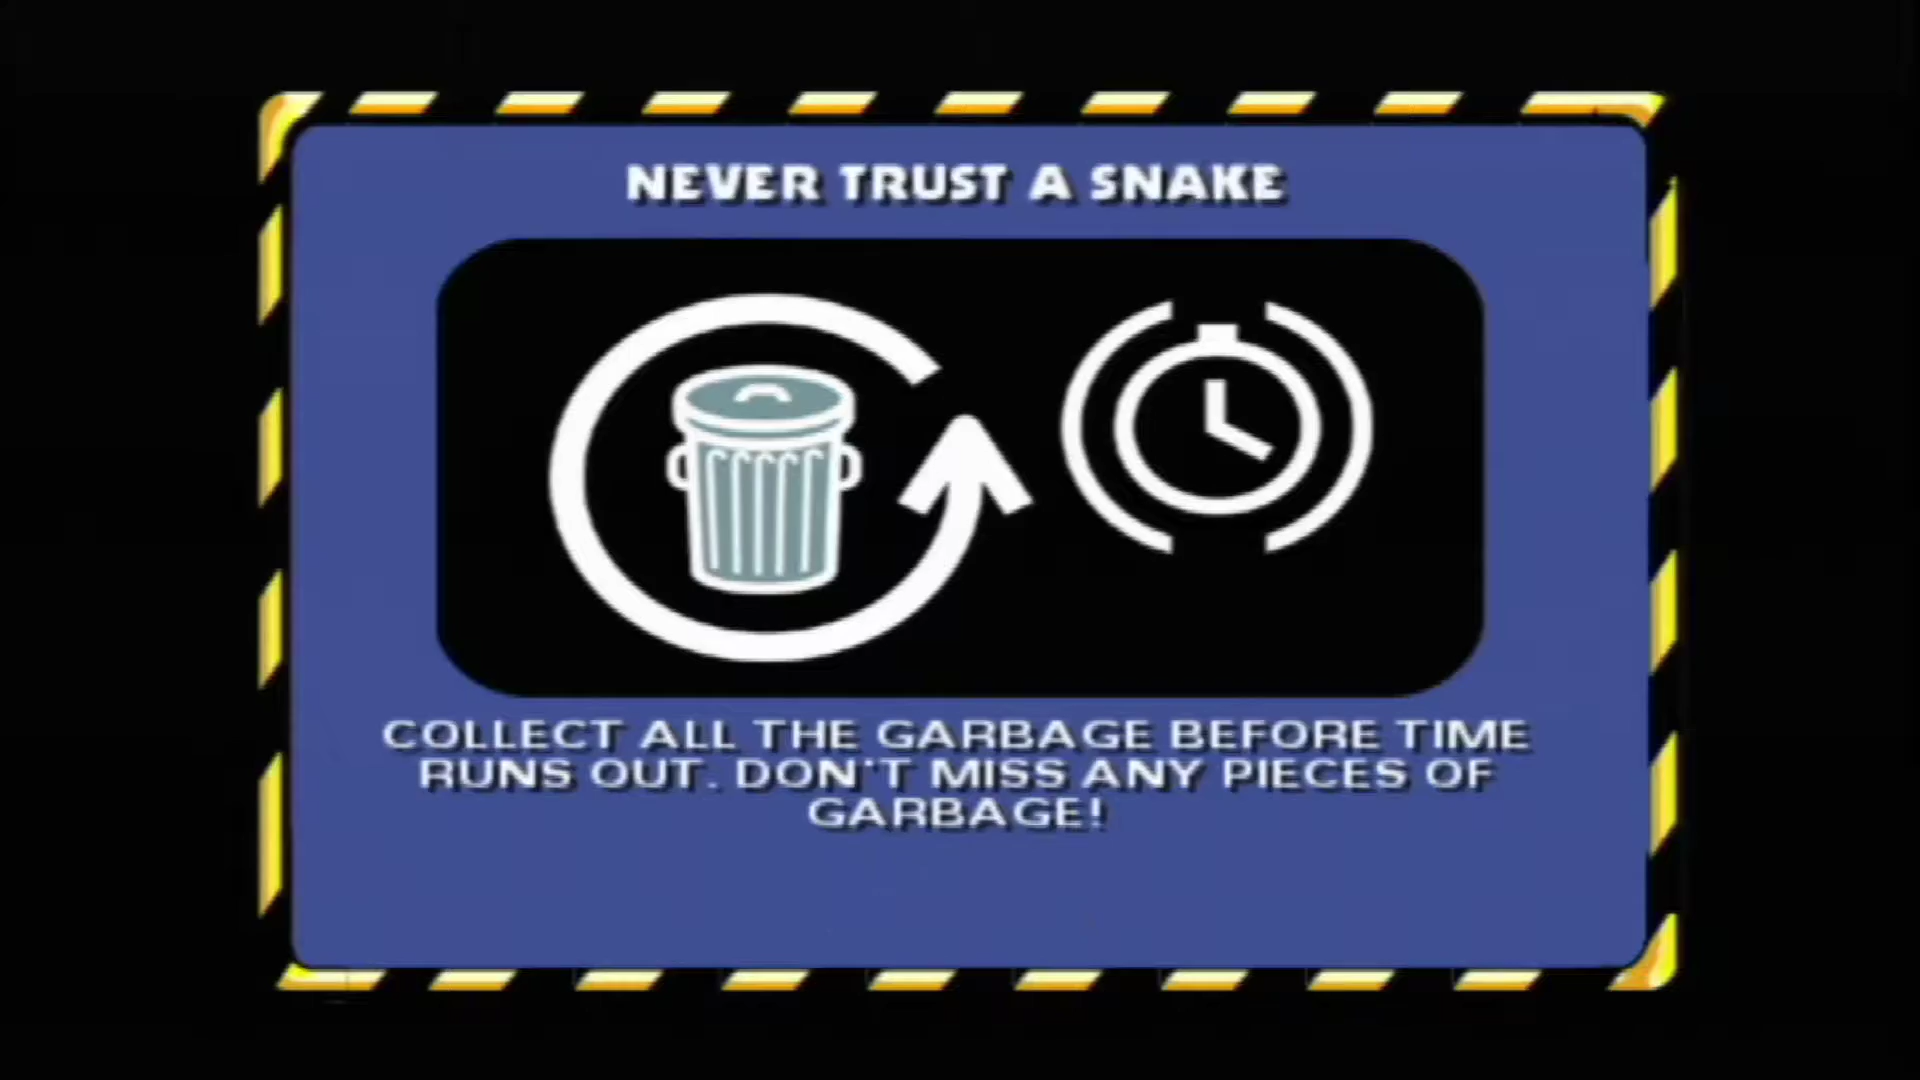 NEVER TRUST A SNAKE
COLLECT ALL THE GARBAGE BEFORE TIME
RUNS OUT. DON'T MISS ANY PIECES OF
GARBAGE!